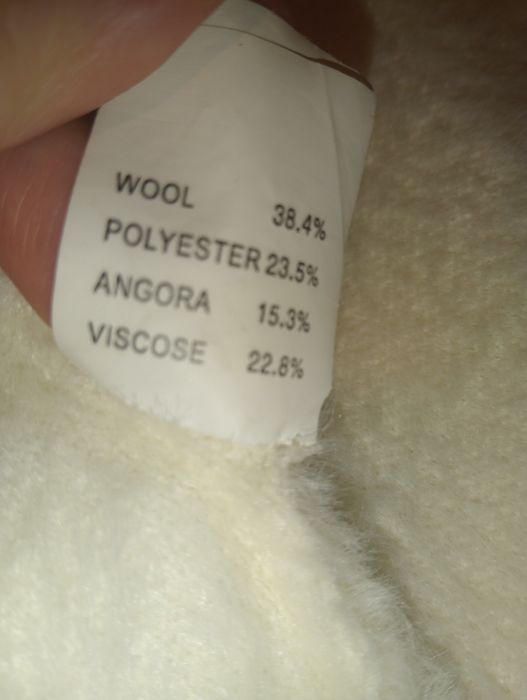 WOOL 38.4%
POLYESTER 23.5%
ANGORA 15.3%
VISCOSE 22.8%